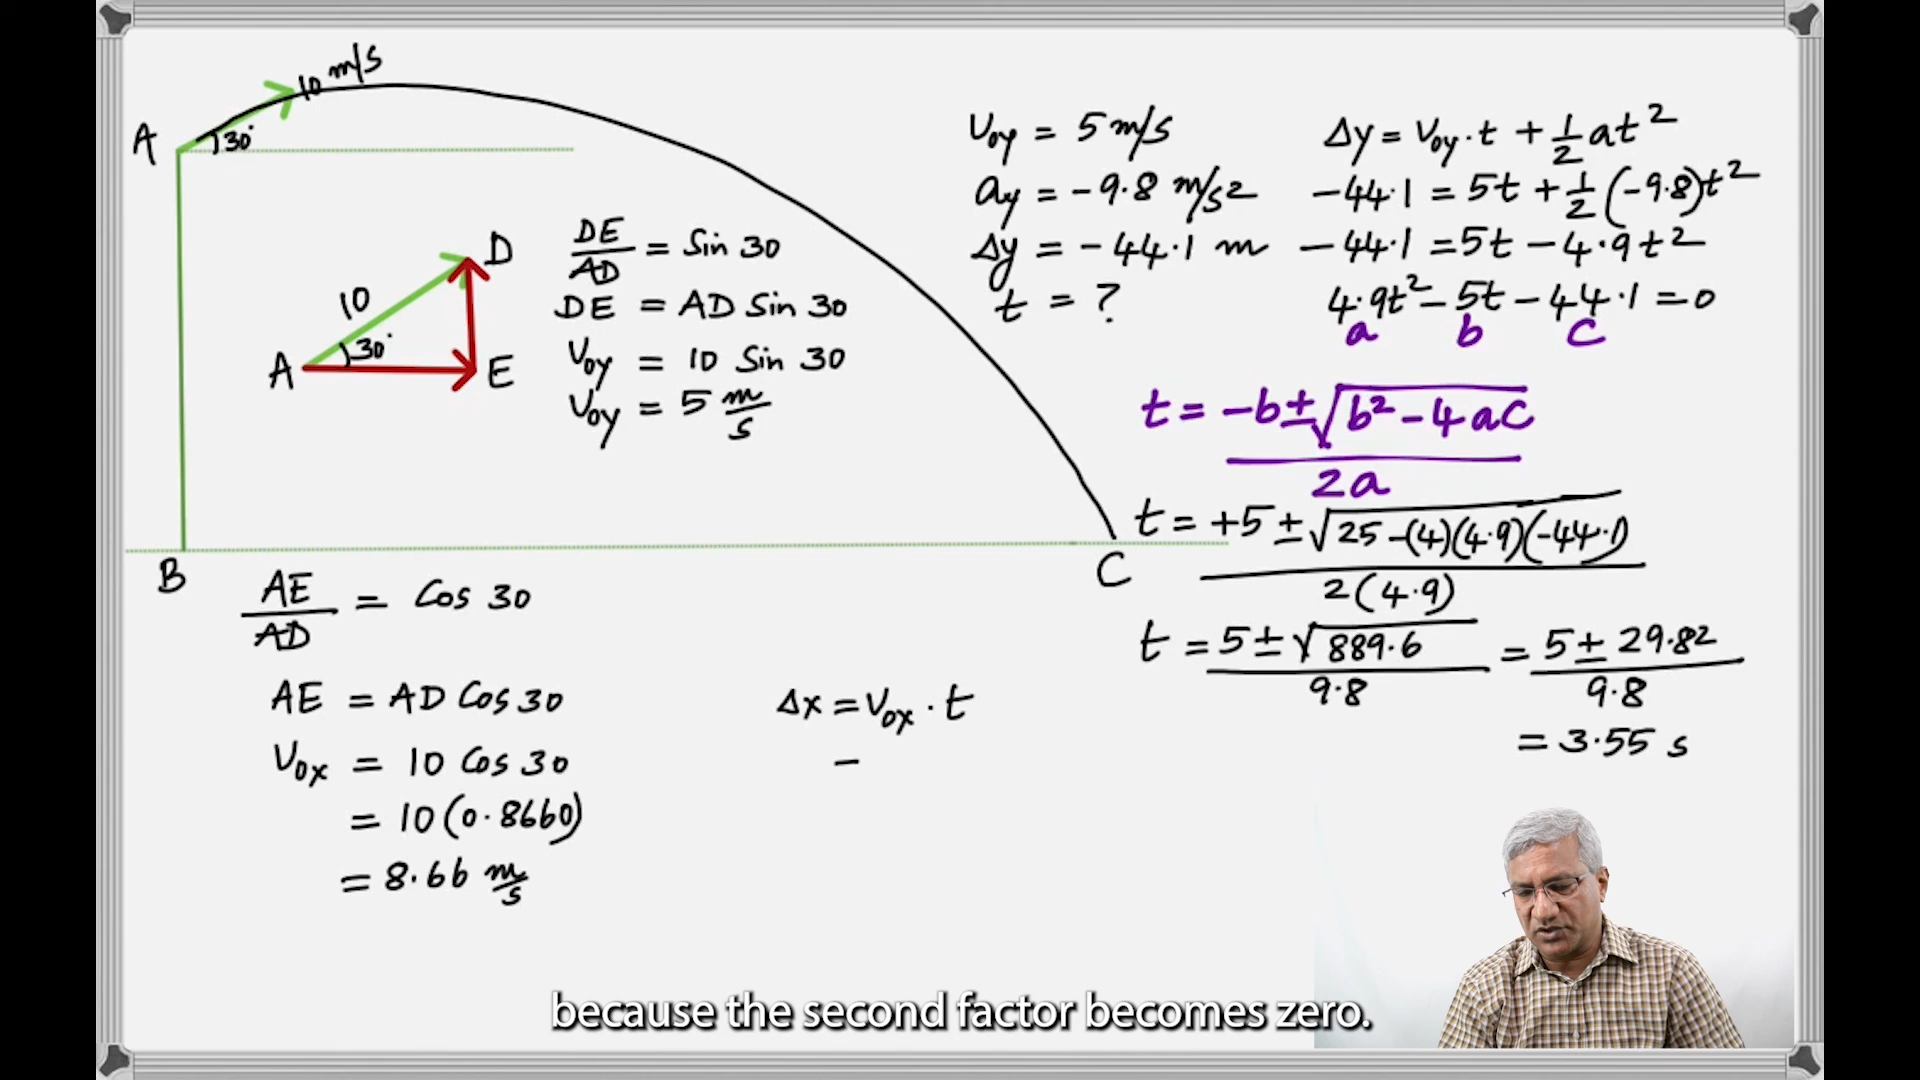 10 m/s
A
30°
B
C
10
30°
A
D
E
DE/AD = Sin 30
DE = AD Sin 30
Voy = 10 Sin 30
Voy = 5 m/s
AE/AD = Cos 30
AE = AD Cos 30
Vox = 10 Cos 30
= 10 (0.8660)
= 8.66 m/s
Δx = Vox · t
=
Voy = 5 m/s
ay = -9.8 m/s2
Δy = -44.1 m
t = ?
Δy = Voy · t + 1/2 at²
-44.1 = 5t + 1/2 (-9.8)t²
-44.1 = 5t - 4.9t²
4.9t² - 5t - 44.1 = 0
a b c
t = -b ± √(b² - 4ac) / 2a
t = +5 ± √(25 -(4)(4.9)(-44.1)) / 2(4.9)
t = 5 ± √889.6 / 9.8 = 5 ± 29.82 / 9.8
= 3.55 s
because the second factor becomes zero.